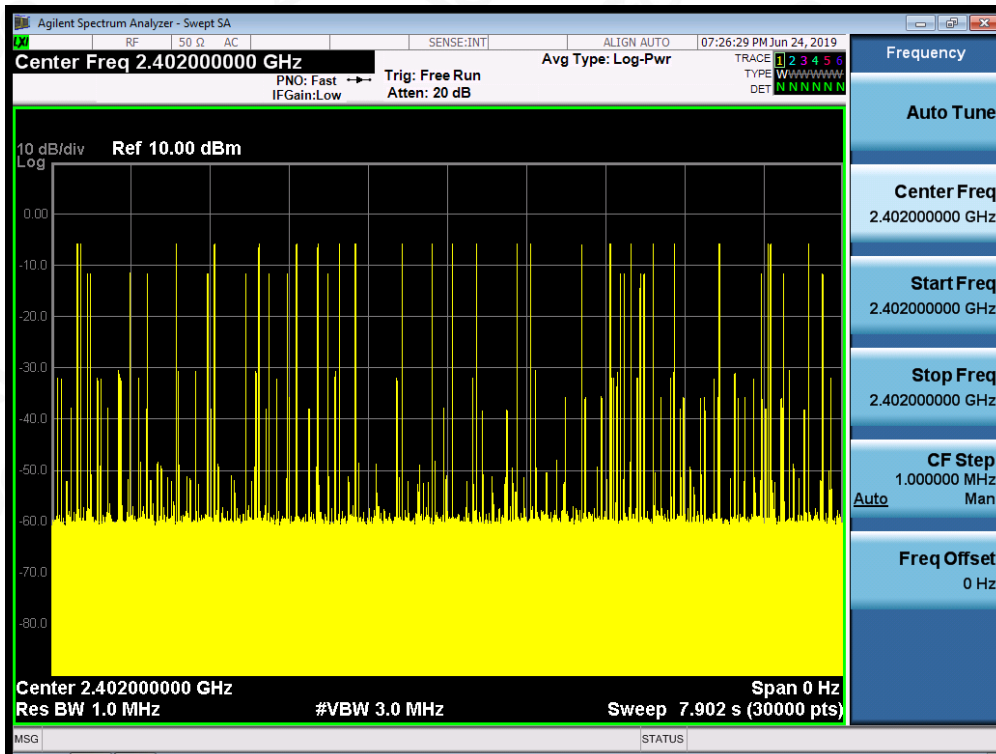 Agilent Spectrum Analyzer - Swept SA
LXI RF 50 Ω AC SENSE:INT ALIGN AUTO 07:26:29 PM Jun 24, 2019
Center Freq 2.402000000 GHz
PNO: Fast
IFGain:Low
Trig: Free Run
Atten: 20 dB
Avg Type: Log-Pwr
TRACE 1 2 3 4 5 6
TYPE WWWWWW
DET N N N N N N
10 dB/div Ref 10.00 dBm
Log
0.00
-10.0
-20.0
-30.0
-40.0
-50.0
-60.0
-70.0
-80.0
Center 2.402000000 GHz Span 0 Hz
Res BW 1.0 MHz #VBW 3.0 MHz Sweep 7.902 s (30000 pts)
MSG STATUS
Frequency
Auto Tune
Center Freq
2.402000000 GHz
Start Freq
2.402000000 GHz
Stop Freq
2.402000000 GHz
CF Step
1.000000 MHz
Auto Man
Freq Offset
0 Hz